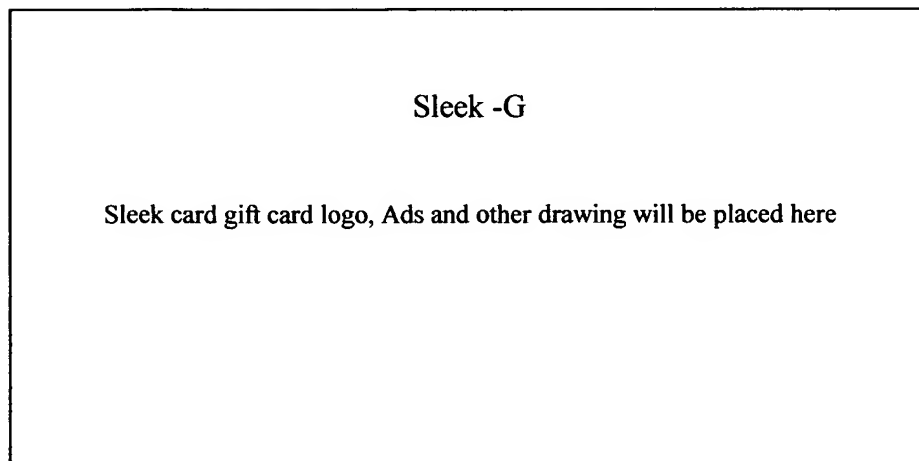 Sleek -G
Sleek card gift card logo, Ads and other drawing will be placed here